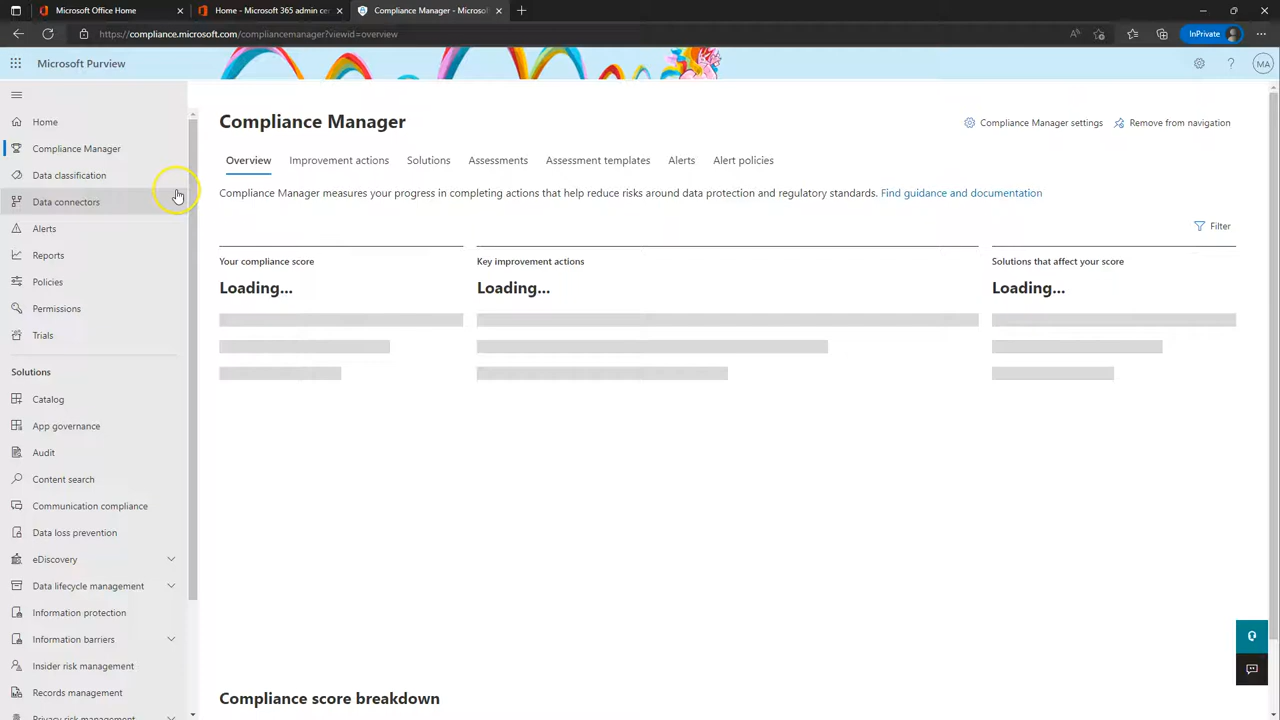 Microsoft Office Home
Home - Microsoft 365 admin cen
Compliance Manager - Microsof
https://compliance.microsoft.com/compliancemanager?viewid=overview
InPrivate
Microsoft Purview
MA
Home
Compliance Manager
Data classification
Data connectors
Alerts
Reports
Policies
Permissions
Trials
Solutions
Catalog
App governance
Audit
Content search
Communication compliance
Data loss prevention
eDiscovery
Data lifecycle management
Information protection
Information barriers
Insider risk management
Records management
Privacy risk management
Compliance Manager
Compliance Manager settings
Remove from navigation
Overview
Improvement actions
Solutions
Assessments
Assessment templates
Alerts
Alert policies
Compliance Manager measures your progress in completing actions that help reduce risks around data protection and regulatory standards. Find guidance and documentation
Filter
Your compliance score
Loading...
Key improvement actions
Loading...
Solutions that affect your score
Loading...
Compliance score breakdown